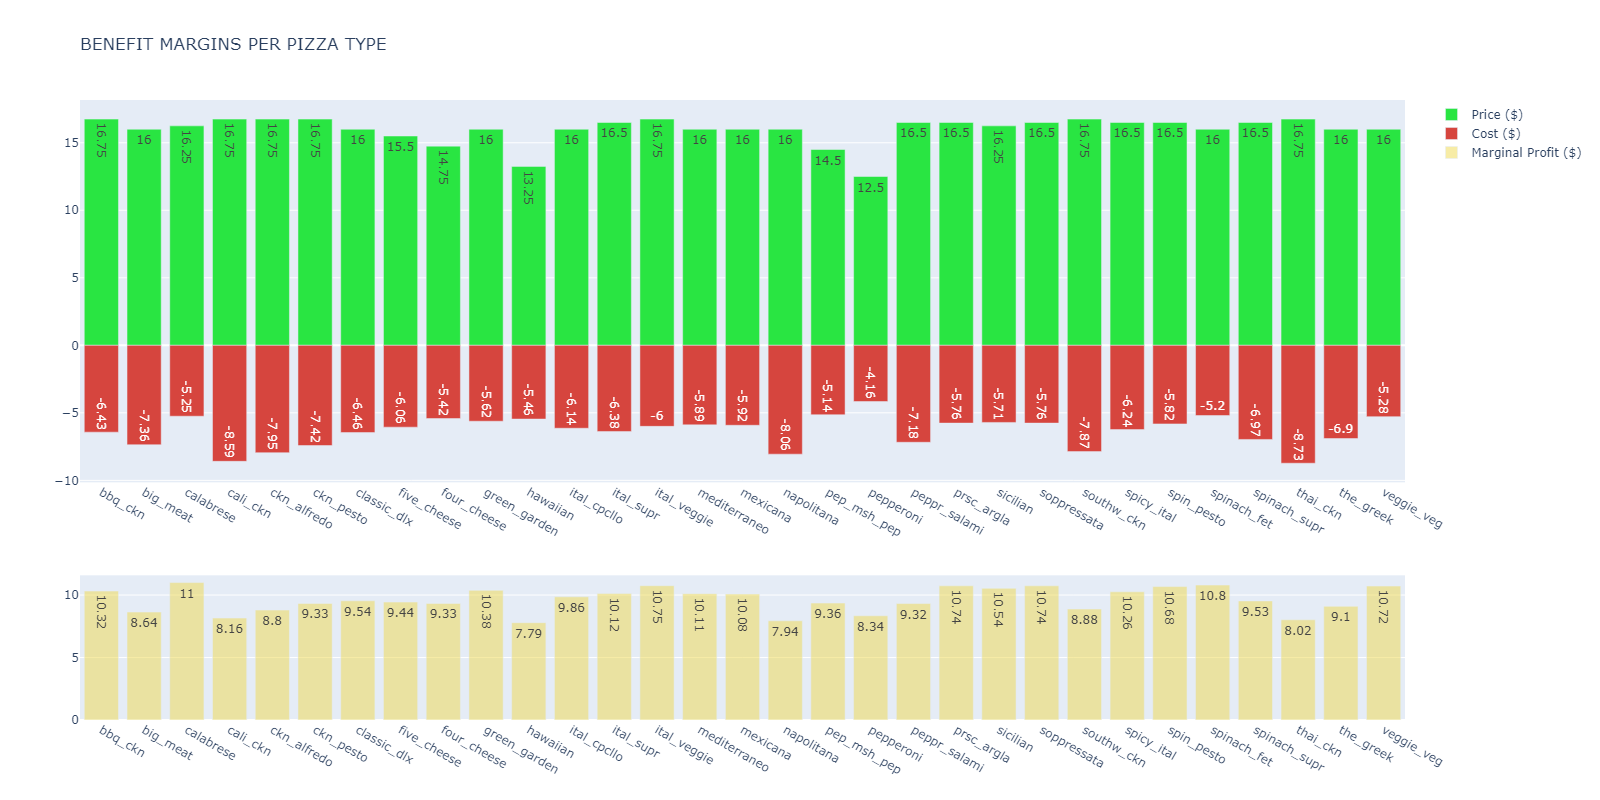 BENEFIT MARGINS PER PIZZA TYPE
Price ($)
Cost ($)
Marginal Profit ($)
15
10
5
0
−5
−10
16.75 16 16.25 16.75 16.75 16.75 16 15.5 14.75 16 13.25 16 16.5 16.75 16 16 16 14.5 12.5 16.5 16.5 16.25 16.5 16.75 16.5 16.5 16 16.5 16.75 16 16
-6.43 -7.36 -5.25 -8.59 -7.95 -7.42 -6.46 -6.06 -5.42 -5.62 -5.46 -6.14 -6.38 -6 -5.89 -5.92 -8.06 -5.14 -4.16 -7.18 -5.76 -5.71 -5.76 -7.87 -6.24 -5.82 -5.2 -6.97 -8.73 -6.9 -5.28
bbq_ckn big_meat calabrese cali_ckn ckn_alfredo ckn_pesto classic_dlx five_cheese four_cheese green_garden hawaiian ital_cpcllo ital_supr ital_veggie mediterraneo mexicana napolitana pep_msh_pep pepperoni peppr_salami prsc_argla sicilian soppressata southw_ckn spicy_ital spin_pesto spinach_fet spinach_supr thai_ckn the_greek veggie_veg
10
5
0
10.32 8.64 11 8.16 8.8 9.33 9.54 9.44 9.33 10.38 7.79 9.86 10.12 10.75 10.11 10.08 7.94 9.36 8.34 9.32 10.74 10.54 10.74 8.88 10.26 10.68 10.8 9.53 8.02 9.1 10.72
bbq_ckn big_meat calabrese cali_ckn ckn_alfredo ckn_pesto classic_dlx five_cheese four_cheese green_garden hawaiian ital_cpcllo ital_supr ital_veggie mediterraneo mexicana napolitana pep_msh_pep pepperoni peppr_salami prsc_argla sicilian soppressata southw_ckn spicy_ital spin_pesto spinach_fet spinach_supr thai_ckn the_greek veggie_veg